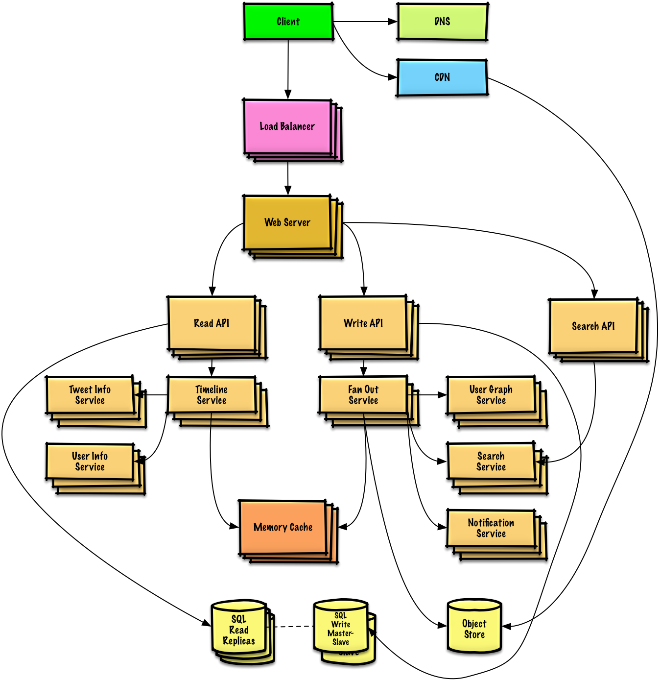 Client
DNS
CDN
Load Balancer
Web Server
Read API
Write API
Search API
Tweet Info
Service
Timeline
Service
Fan Out
Service
User Graph
Service
User Info
Service
Search
Service
Memory Cache
Notification
Service
SQL
Read
Replicas
SQL
Write
Master-
Slave
Slave
Object
Store